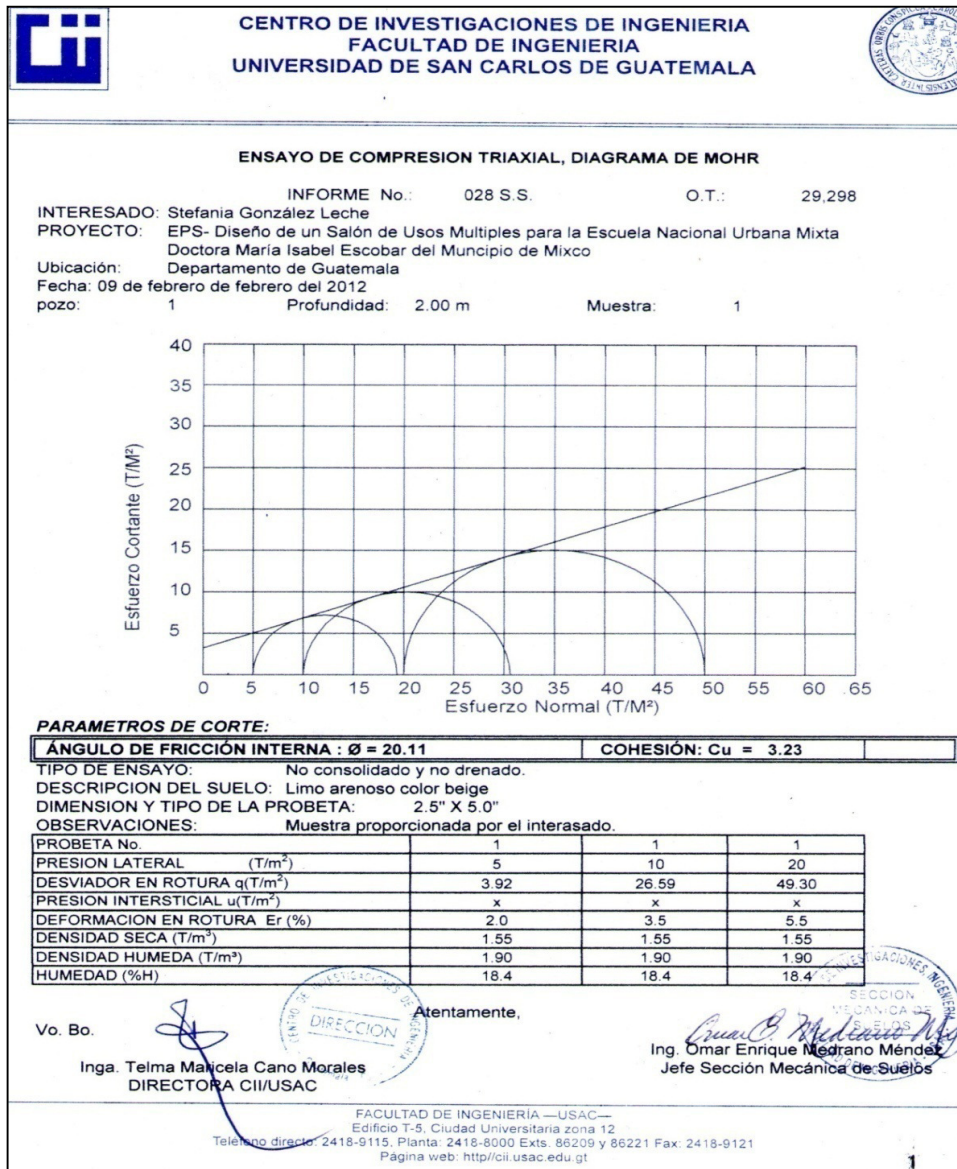 CENTRO DE INVESTIGACIONES DE INGENIERIA
FACULTAD DE INGENIERIA
UNIVERSIDAD DE SAN CARLOS DE GUATEMALA
Cii
ENSAYO DE COMPRESION TRIAXIAL, DIAGRAMA DE MOHR
INFORME No.: 028 S.S. O.T.: 29,298
INTERESADO: Stefania González Leche
PROYECTO: EPS- Diseño de un Salón de Usos Multiples para la Escuela Nacional Urbana Mixta
Doctora María Isabel Escobar del Muncipio de Mixco
Ubicación: Departamento de Guatemala
Fecha: 09 de febrero de febrero del 2012
pozo: 1 Profundidad: 2.00 m Muestra: 1
40
35
30
25
20
15
10
5
Esfuerzo Cortante (T/M²)
0 5 10 15 20 25 30 35 40 45 50 55 60 65
Esfuerzo Normal (T/M²)
PARAMETROS DE CORTE:
ÁNGULO DE FRICCIÓN INTERNA : Ø = 20.11 COHESIÓN: Cu = 3.23
TIPO DE ENSAYO: No consolidado y no drenado.
DESCRIPCION DEL SUELO: Limo arenoso color beige
DIMENSION Y TIPO DE LA PROBETA: 2.5" X 5.0"
OBSERVACIONES: Muestra proporcionada por el interasado.
PROBETA No. 1 1 1
PRESION LATERAL (T/m²) 5 10 20
DESVIADOR EN ROTURA q(T/m²) 3.92 26.59 49.30
PRESION INTERSTICIAL u(T/m²) x x x
DEFORMACION EN ROTURA Er (%) 2.0 3.5 5.5
DENSIDAD SECA (T/m³) 1.55 1.55 1.55
DENSIDAD HUMEDA (T/m³) 1.90 1.90 1.90
HUMEDAD (%H) 18.4 18.4 18.4
Atentamente,
DIRECCION
SECCION
MECANICA DE
SUELOS
Vo. Bo.
Inga. Telma Maricela Cano Morales
DIRECTORA CII/USAC
Ing. Omar Enrique Medrano Méndez
Jefe Sección Mecánica de Suelos
FACULTAD DE INGENIERÍA —USAC—
Edificio T-5, Ciudad Universitaria zona 12
Teléfono directo: 2418-9115, Planta: 2418-8000 Exts. 86209 y 86221 Fax: 2418-9121
Página web: http//cii.usac.edu.gt
1